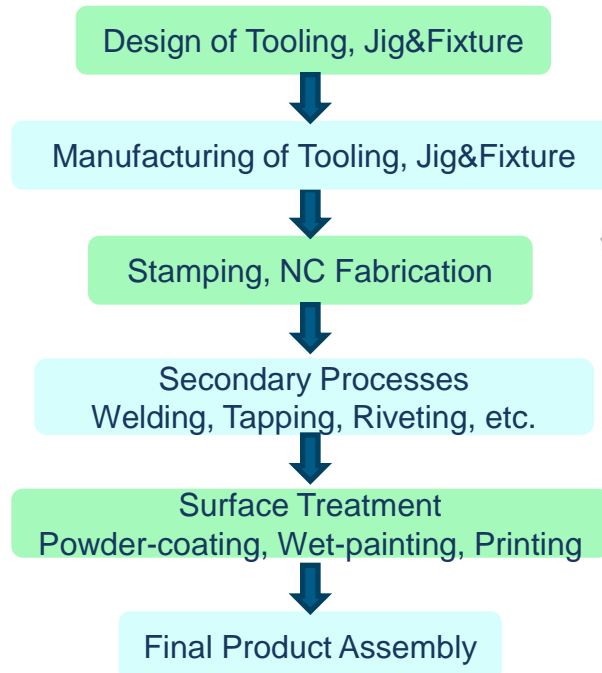 Design of Tooling, Jig&Fixture
Manufacturing of Tooling, Jig&Fixture
Stamping, NC Fabrication
Secondary Processes
Welding, Tapping, Riveting, etc.
Surface Treatment
Powder-coating, Wet-painting, Printing
Final Product Assembly